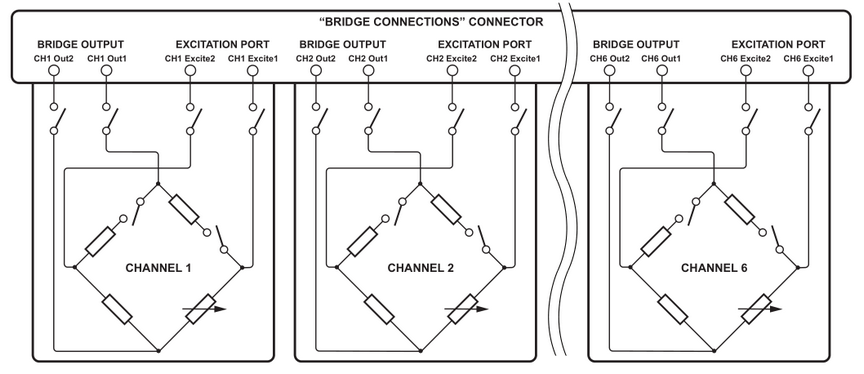 “BRIDGE CONNECTIONS” CONNECTOR
BRIDGE OUTPUT EXCITATION PORT BRIDGE OUTPUT EXCITATION PORT BRIDGE OUTPUT EXCITATION PORT
CH1 Out2 CH1 Out1 CH1 Excite2 CH1 Excite1 CH2 Out2 CH2 Out1 CH2 Excite2 CH2 Excite1 CH6 Out2 CH6 Out1 CH6 Excite2 CH6 Excite1
CHANNEL 1 CHANNEL 2 CHANNEL 6